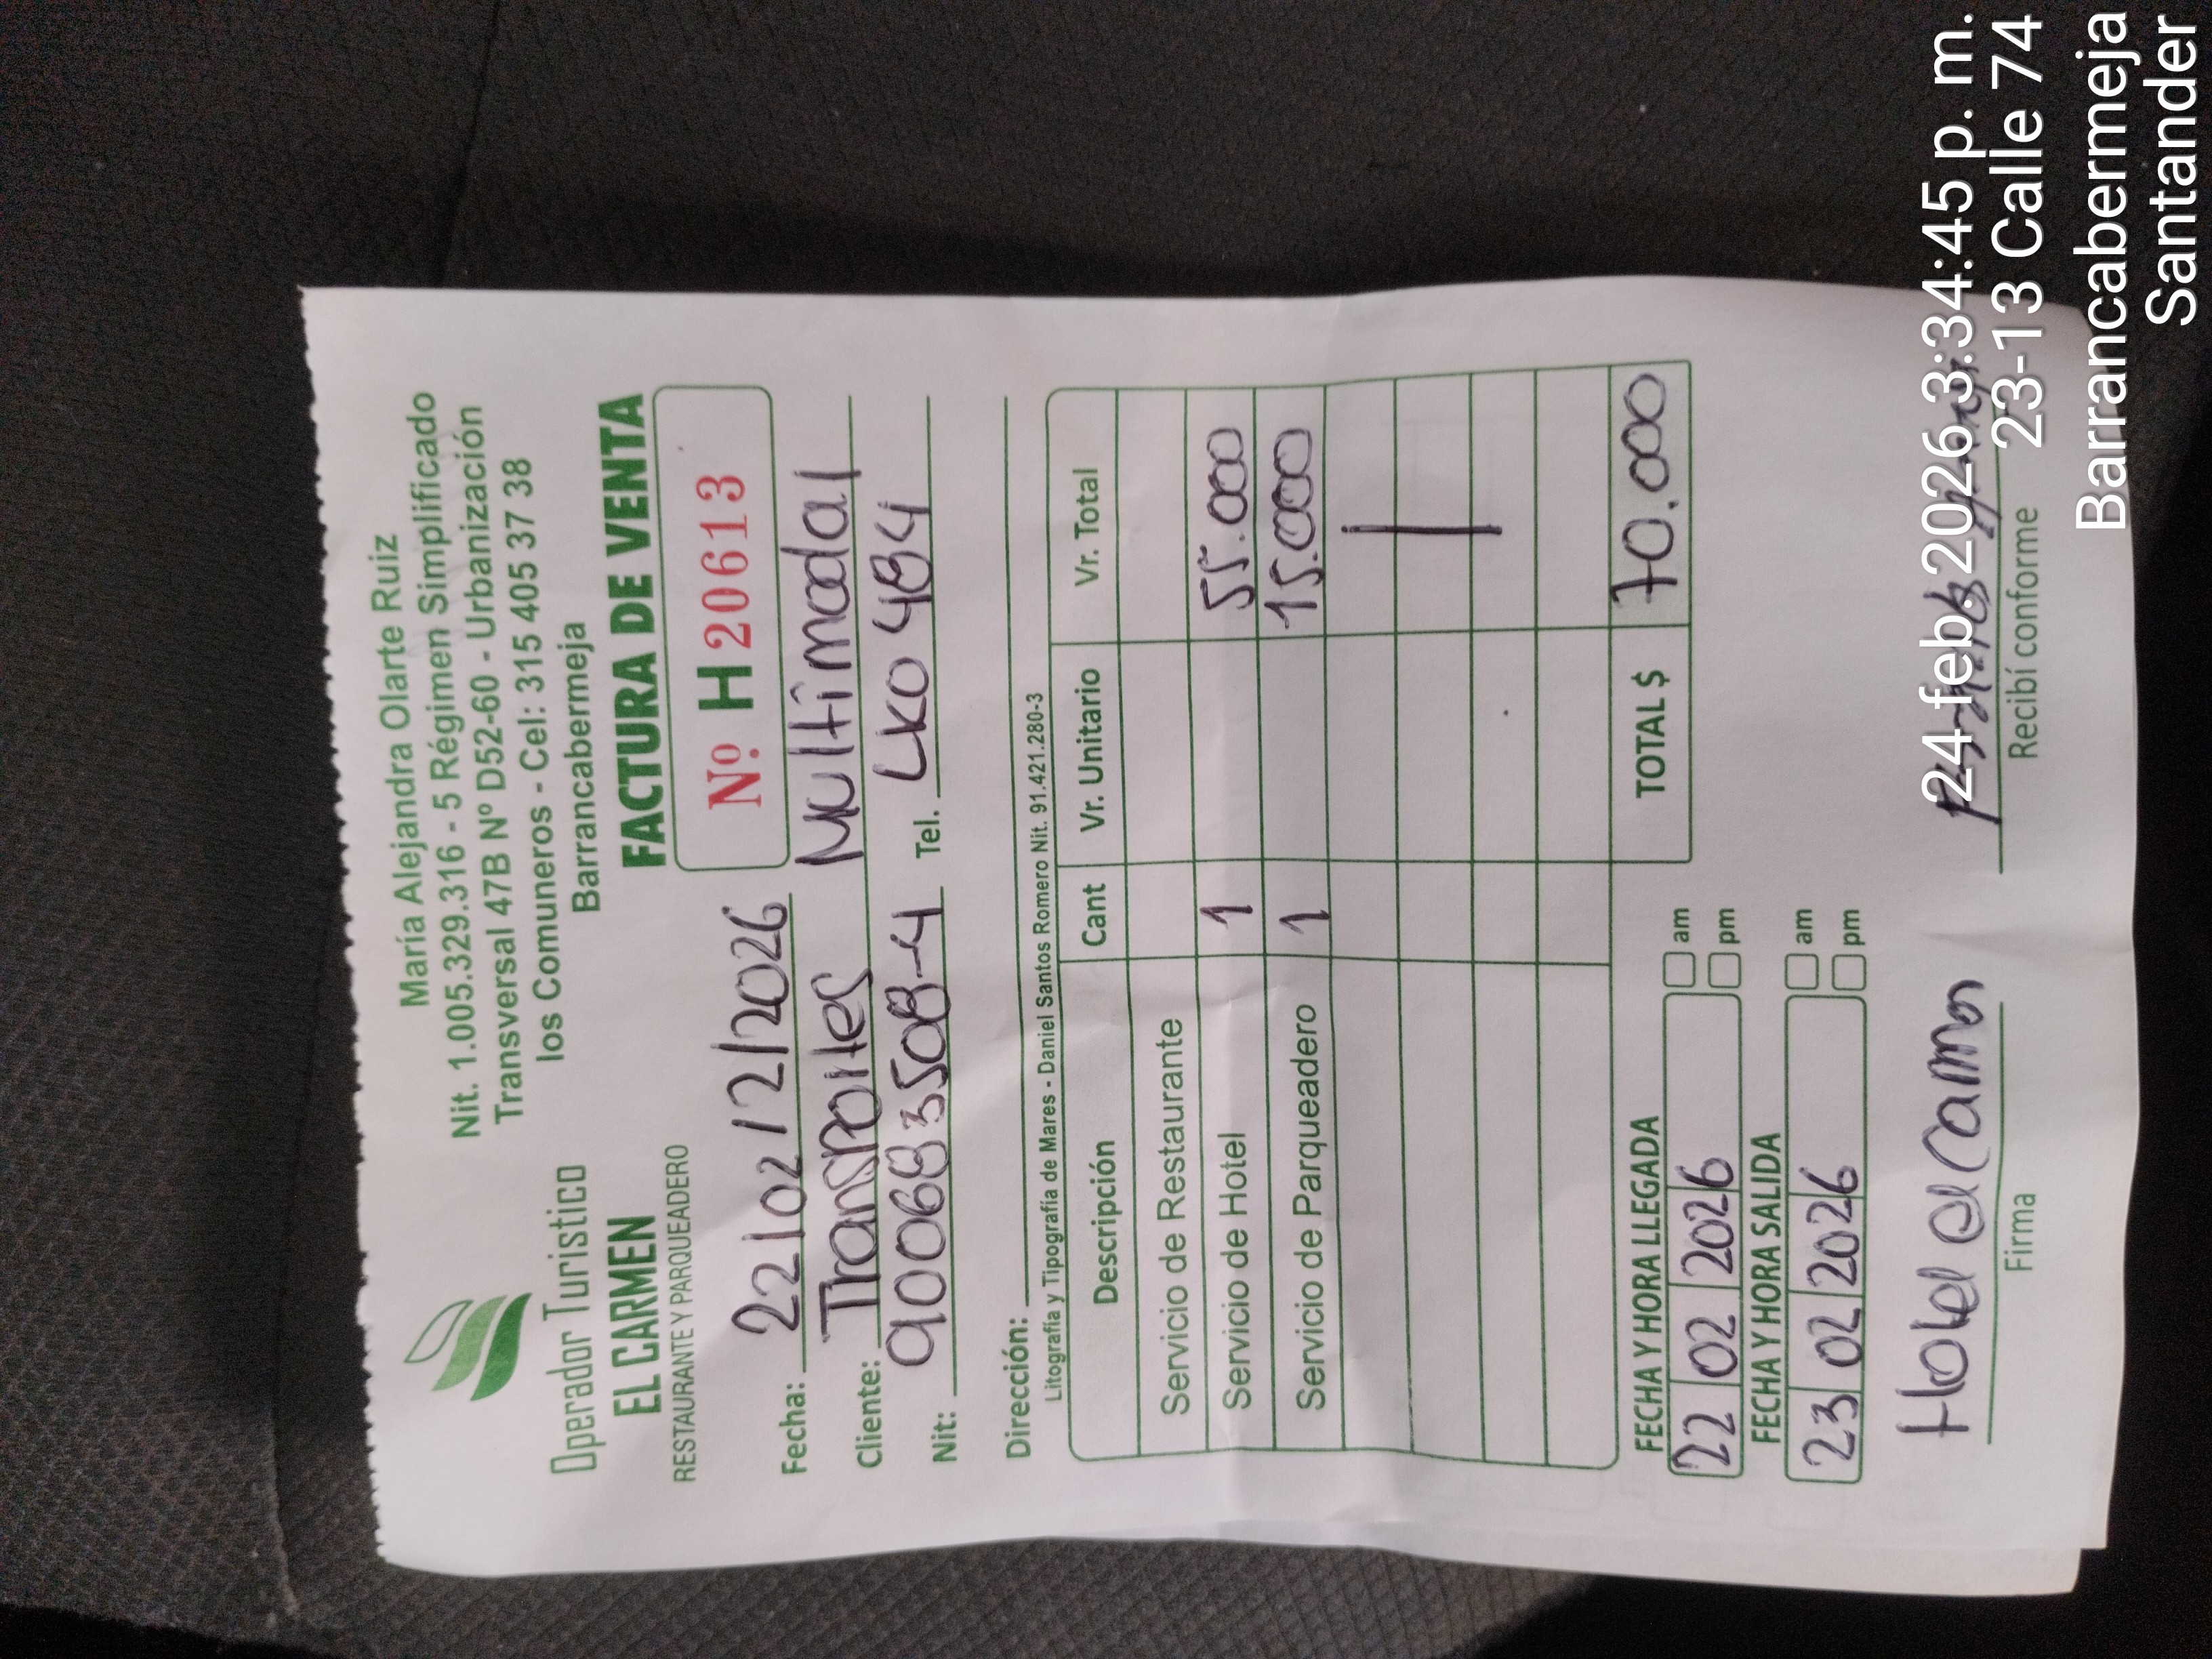 María Alejandra Olarte Ruiz
Nit. 1.005.329.316 - 5 Régimen Simplificado
Transversal 47B Nº D52-60 - Urbanización
los Comuneros - Cel: 315 405 37 38
Barrancabermeja
Operador Turistico
EL CARMEN
RESTAURANTE Y PARQUEADERO
FACTURA DE VENTA
Nº. H 20613
Fecha: 22/02/2026
Cliente: Transportes Multimodal
Nit: 900683508-4 Tel. LKO 484
Dirección:
Litografía y Tipografía de Mares - Daniel Santos Romero Nit. 91.421.280-3
Descripción Cant Vr. Unitario Vr. Total
Servicio de Restaurante
Servicio de Hotel 1 55.000
Servicio de Parqueadero 1 15.000
TOTAL $ 70.000
FECHA Y HORA LLEGADA
22 02 2026 am pm
FECHA Y HORA SALIDA
23 02 2026 am pm
Hotel el Carmen
Firma
Recibí conforme
24 feb. 2026 3:34:45 p. m.
23-13 Calle 74
Barrancabermeja
Santander